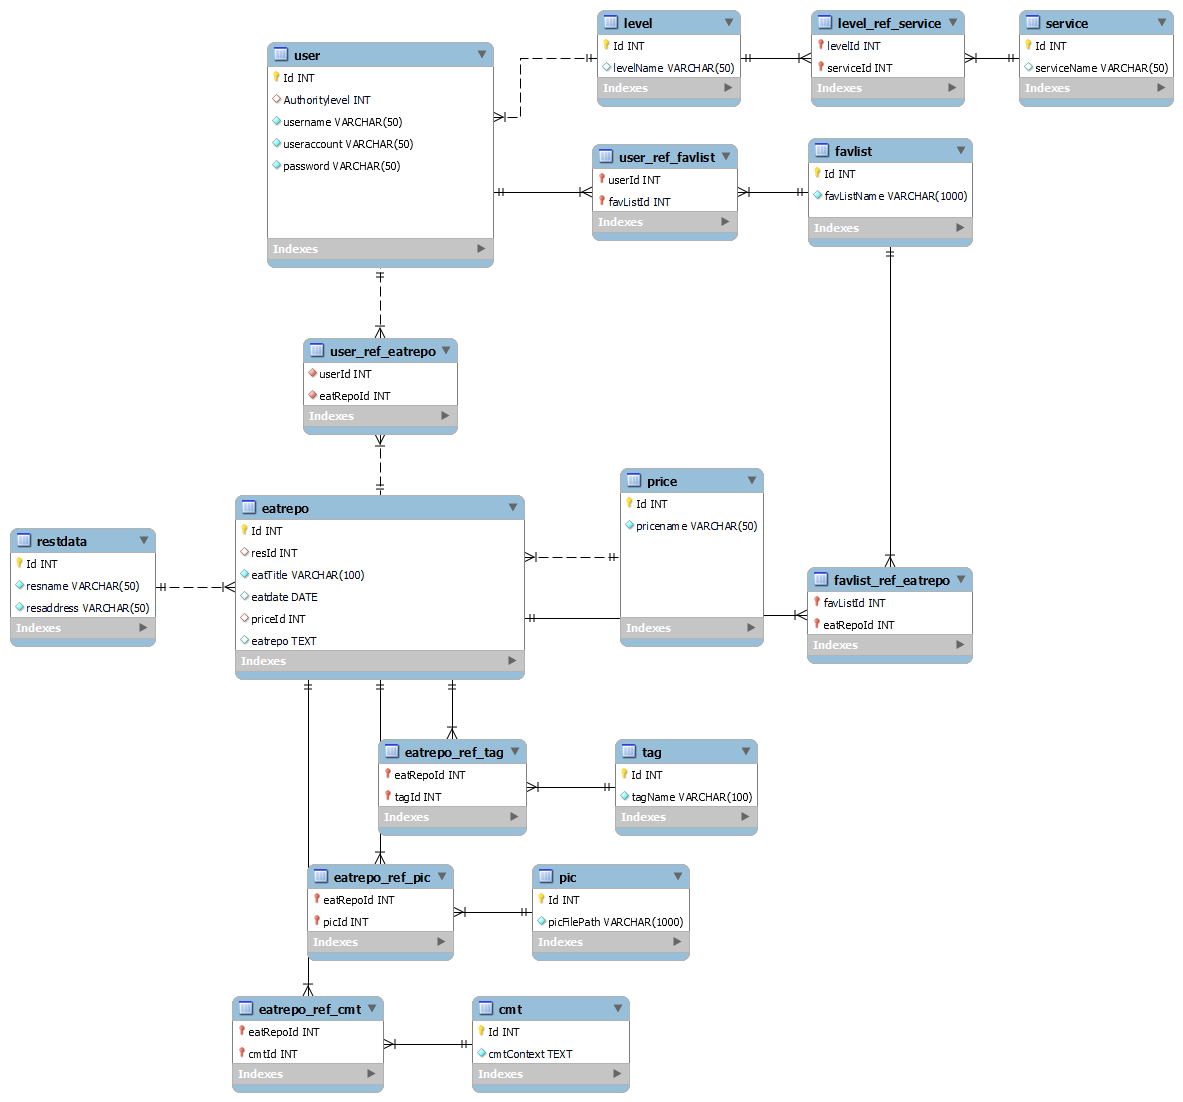 level
Id INT
levelName VARCHAR(50)
Indexes
level_ref_service
levelId INT
serviceId INT
Indexes
service
Id INT
serviceName VARCHAR(50)
Indexes
user
Id INT
Authoritylevel INT
username VARCHAR(50)
useraccount VARCHAR(50)
password VARCHAR(50)
Indexes
user_ref_favlist
userId INT
favListId INT
Indexes
favlist
Id INT
favListName VARCHAR(1000)
Indexes
user_ref_eatrepo
userId INT
eatRepoId INT
Indexes
restdata
Id INT
resname VARCHAR(50)
resaddress VARCHAR(50)
Indexes
eatrepo
Id INT
resId INT
eatTitle VARCHAR(100)
eatdate DATE
priceId INT
eatrepo TEXT
Indexes
price
Id INT
pricename VARCHAR(50)
Indexes
favlist_ref_eatrepo
favListId INT
eatRepoId INT
Indexes
eatrepo_ref_tag
eatRepoId INT
tagId INT
Indexes
tag
Id INT
tagName VARCHAR(100)
Indexes
eatrepo_ref_pic
eatRepoId INT
picId INT
Indexes
pic
Id INT
picFilePath VARCHAR(1000)
Indexes
eatrepo_ref_cmt
eatRepoId INT
cmtId INT
Indexes
cmt
Id INT
cmtContext TEXT
Indexes